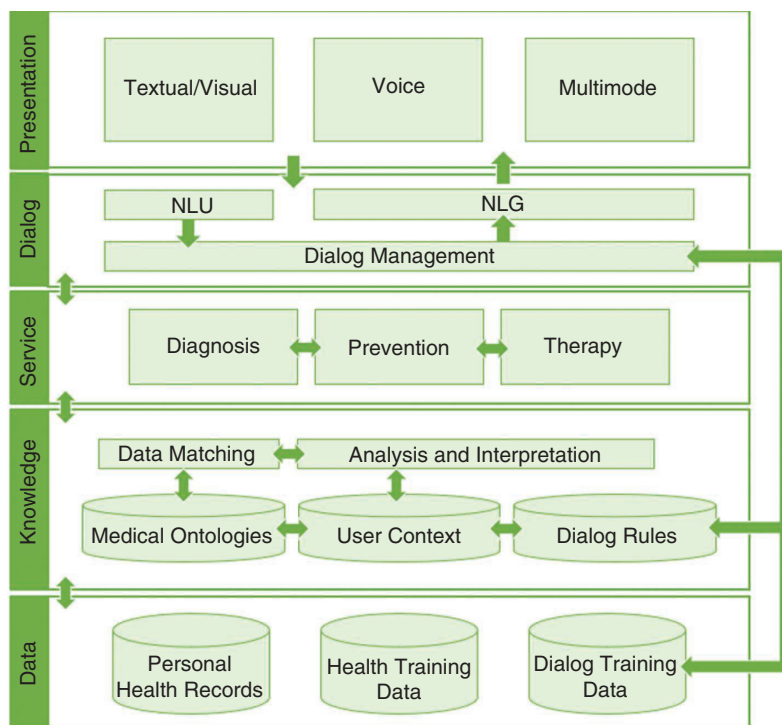 Presentation
Textual/Visual
Voice
Multimode
Dialog
NLU
NLG
Dialog Management
Service
Diagnosis
Prevention
Therapy
Knowledge
Data Matching
Analysis and Interpretation
Medical Ontologies
User Context
Dialog Rules
Data
Personal
Health Records
Health Training
Data
Dialog Training
Data